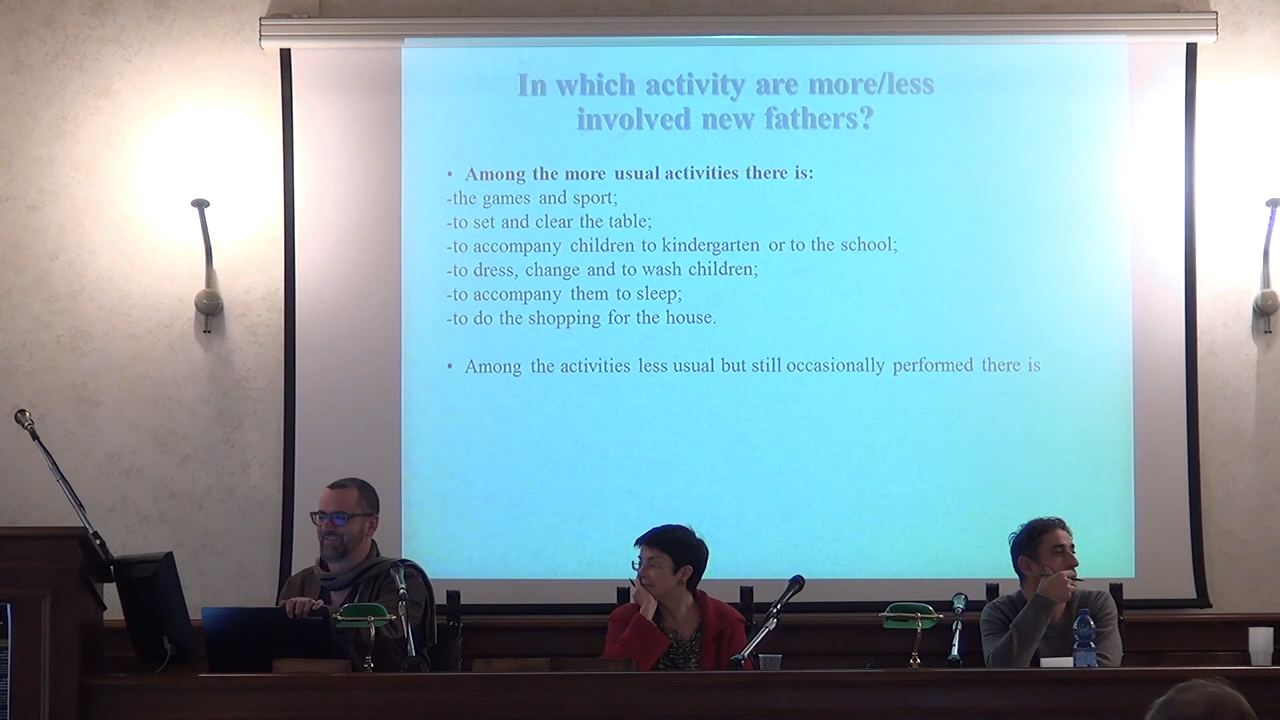 In which activity are more/less
involved new fathers?
• Among the more usual activities there is:
-the games and sport;
-to set and clear the table;
-to accompany children to kindergarten or to the school;
-to dress, change and to wash children;
-to accompany them to sleep;
-to do the shopping for the house.
• Among the activities less usual but still occasionally performed there is